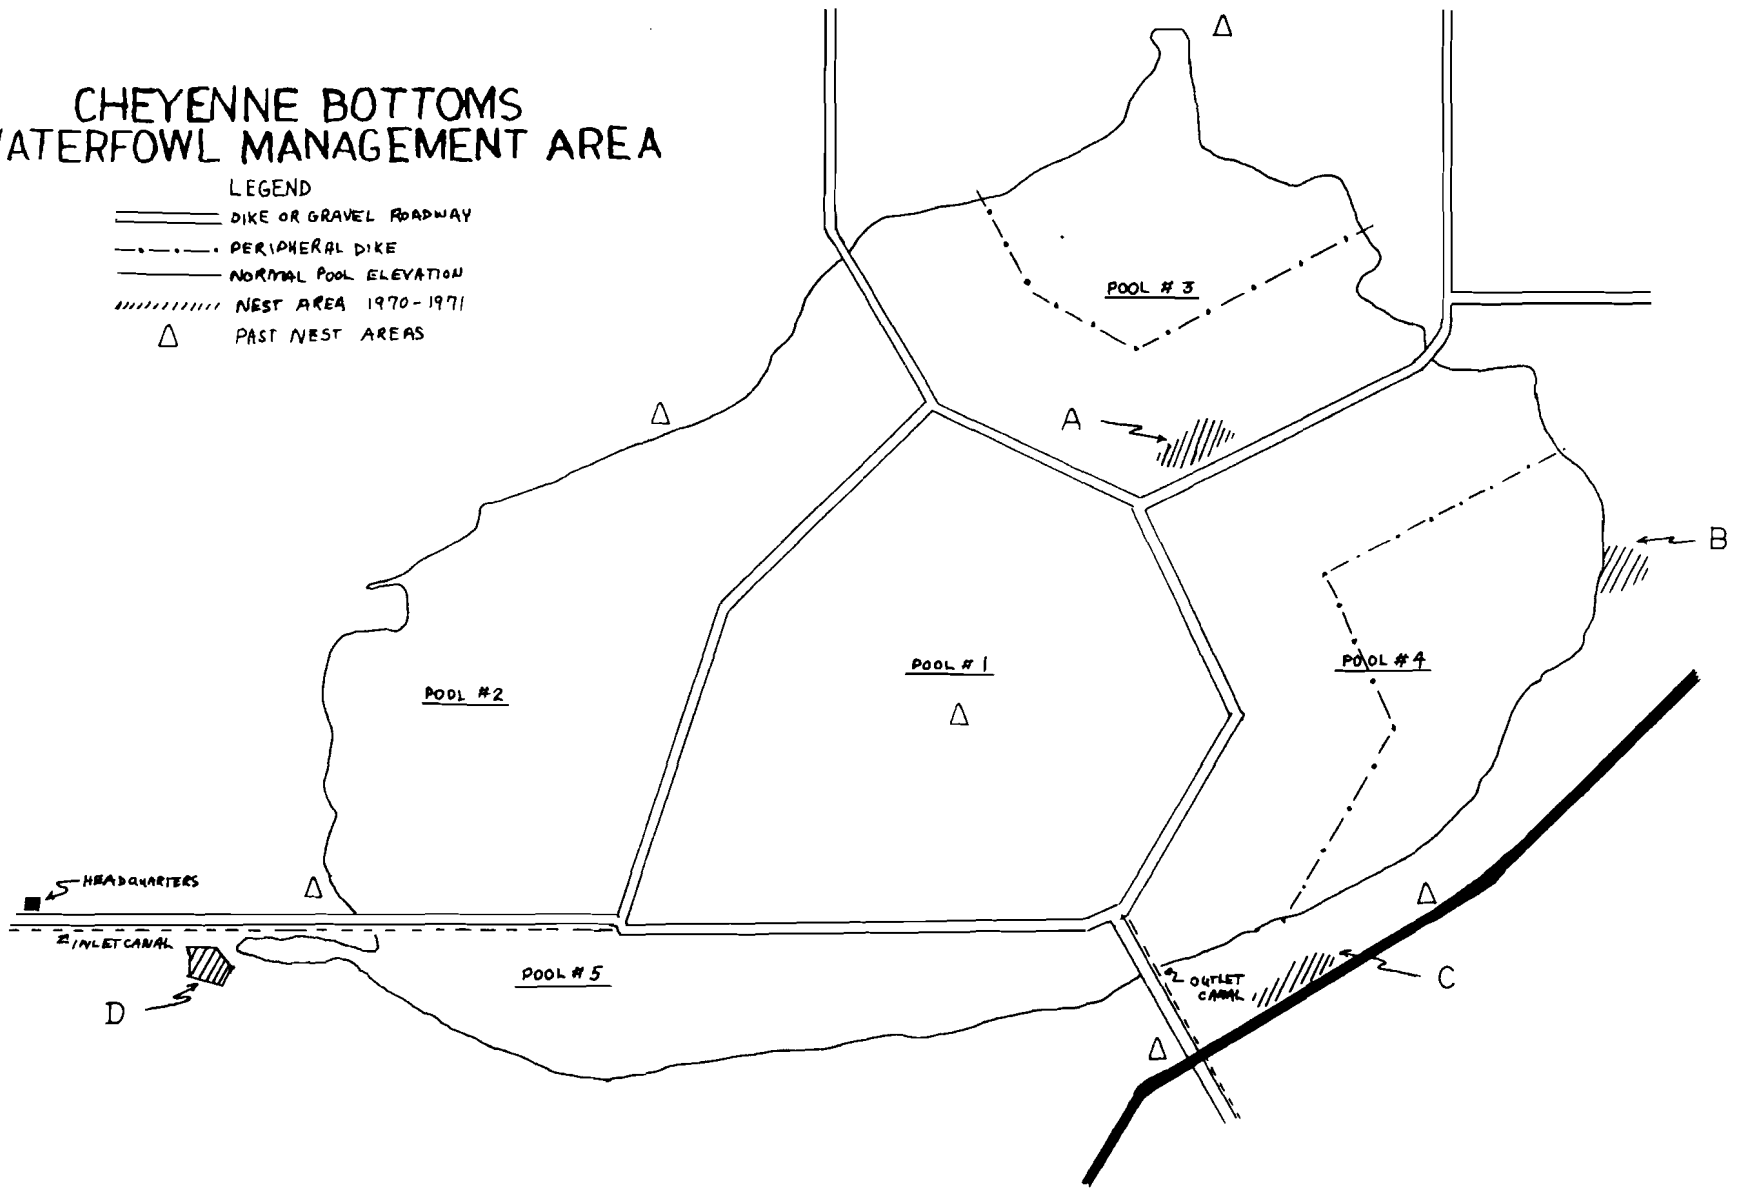 CHEYENNE BOTTOMS
WATERFOWL MANAGEMENT AREA
LEGEND
DIKE OR GRAVEL ROADWAY
PERIPHERAL DIKE
NORMAL POOL ELEVATION
NEST AREA 1970-1971
PAST NEST AREAS
POOL #3
A
B
POOL #1
POOL #4
POOL #2
HEADQUARTERS
INLET CANAL
POOL #5
OUTLET
CANAL
C
D